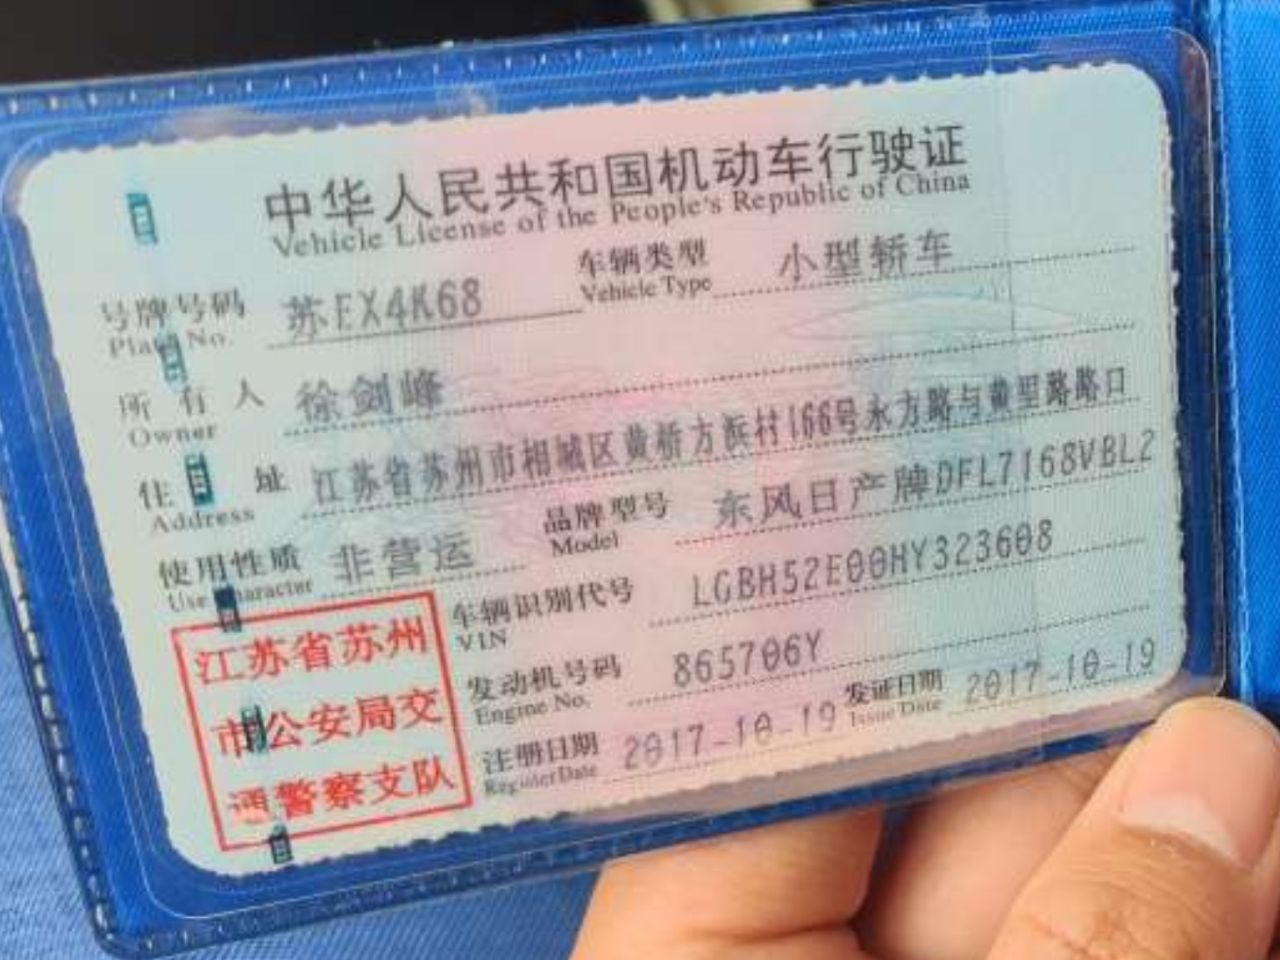 中华人民共和国机动车行驶证
Vehicle License of the People's Republic of China
号牌号码 苏EX4K68 车辆类型 小型轿车
Plate No. Vehicle Type
所有人 徐剑峰
Owner
住址 江苏省苏州市相城区黄桥方浜村166号永方路与黄里路路口
Address
使用性质 非营运 品牌型号 东风日产牌DFL7168VBL2
Use Character Model
车辆识别代号 LGBH52E00HY323608
VIN
发动机号码 865706Y
Engine No.
注册日期 2017-10-19 发证日期 2017-10-19
Register Date Issue Date
江苏省苏州
市公安局交
通警察支队